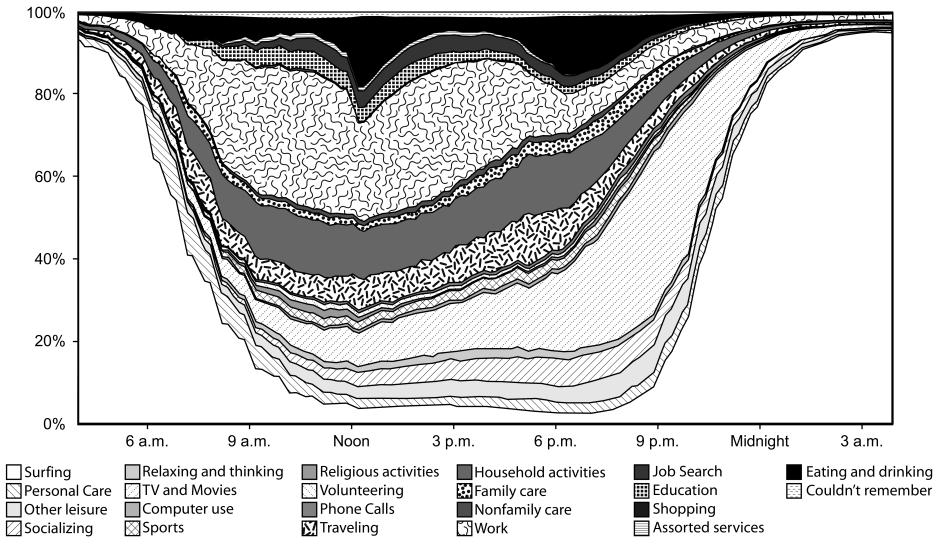 100%
80%
60%
40%
20%
0%
6 a.m. 9 a.m. Noon 3 p.m. 6 p.m. 9 p.m. Midnight 3 a.m.
Surfing Relaxing and thinking Religious activities Household activities Job Search Eating and drinking
Personal Care TV and Movies Volunteering Family care Education Couldn't remember
Other leisure Computer use Phone Calls Nonfamily care Shopping
Socializing Sports Traveling Work Assorted services